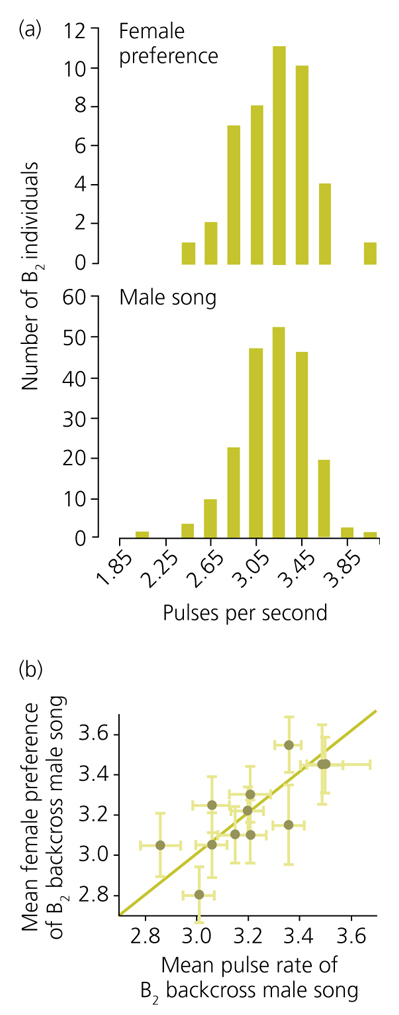 (a)
Female
preference
Number of B₂ individuals
12
10
8
6
4
2
0
Male song
60
50
40
30
20
10
0
1.85 2.25 2.65 3.05 3.45 3.85
Pulses per second
(b)
Mean female preference
of B₂ backcross male song
3.6
3.4
3.2
3.0
2.8
2.8 3.0 3.2 3.4 3.6
Mean pulse rate of
B₂ backcross male song